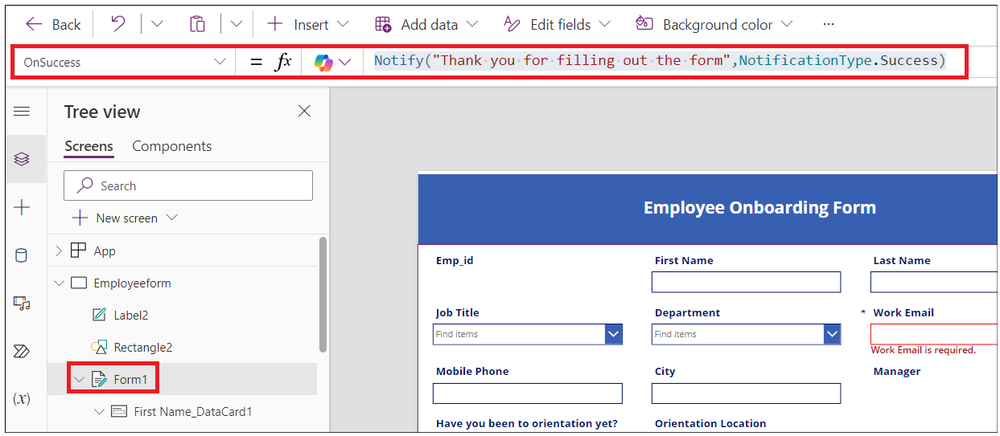 Back Insert Add data Edit fields Background color ...
OnSuccess = fx Notify("Thank you for filling out the form",NotificationType.Success)
Tree view
Screens Components
Search
New screen
App
Employeeform
Label2
Rectangle2
Form1
First Name_DataCard1
(x)
Employee Onboarding Form
Emp_id First Name Last Name
Job Title Department * Work Email
Find items Find items
Work Email is required.
Mobile Phone City Manager
Have you been to orientation yet? Orientation Location